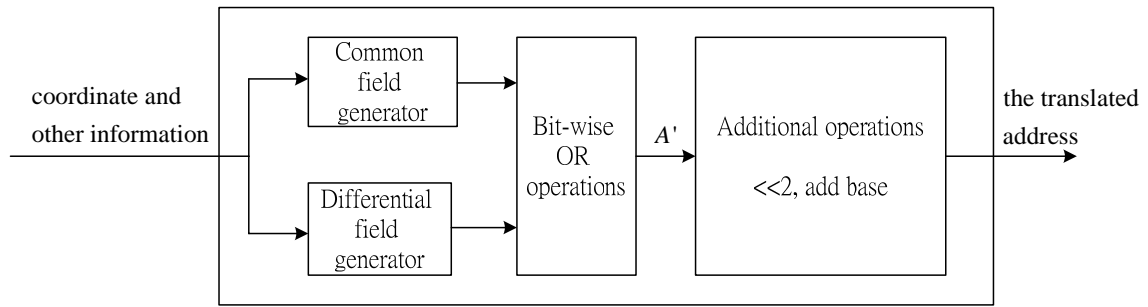 coordinate and
other information
Common
field
generator
Differential
field
generator
Bit-wise
OR
operations
A'
Additional operations
<<2, add base
the translated
address